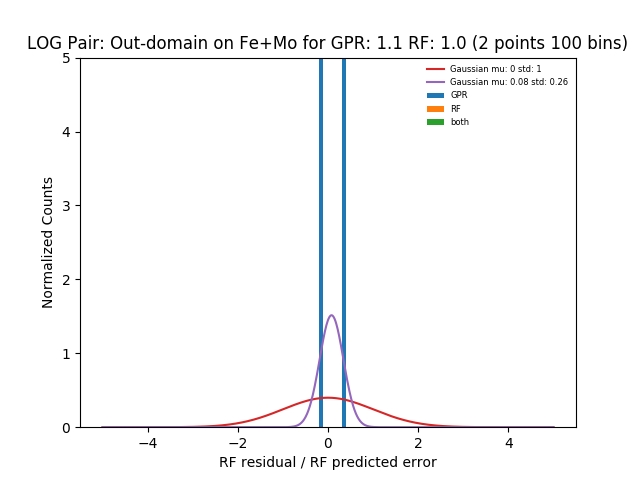 LOG Pair: Out-domain on Fe+Mo for GPR: 1.1 RF: 1.0 (2 points 100 bins)
Gaussian mu: 0 std: 1
Gaussian mu: 0.08 std: 0.26
GPR
RF
both
Normalized Counts
5
4
3
2
1
0
−4
−2
0
2
4
RF residual / RF predicted error